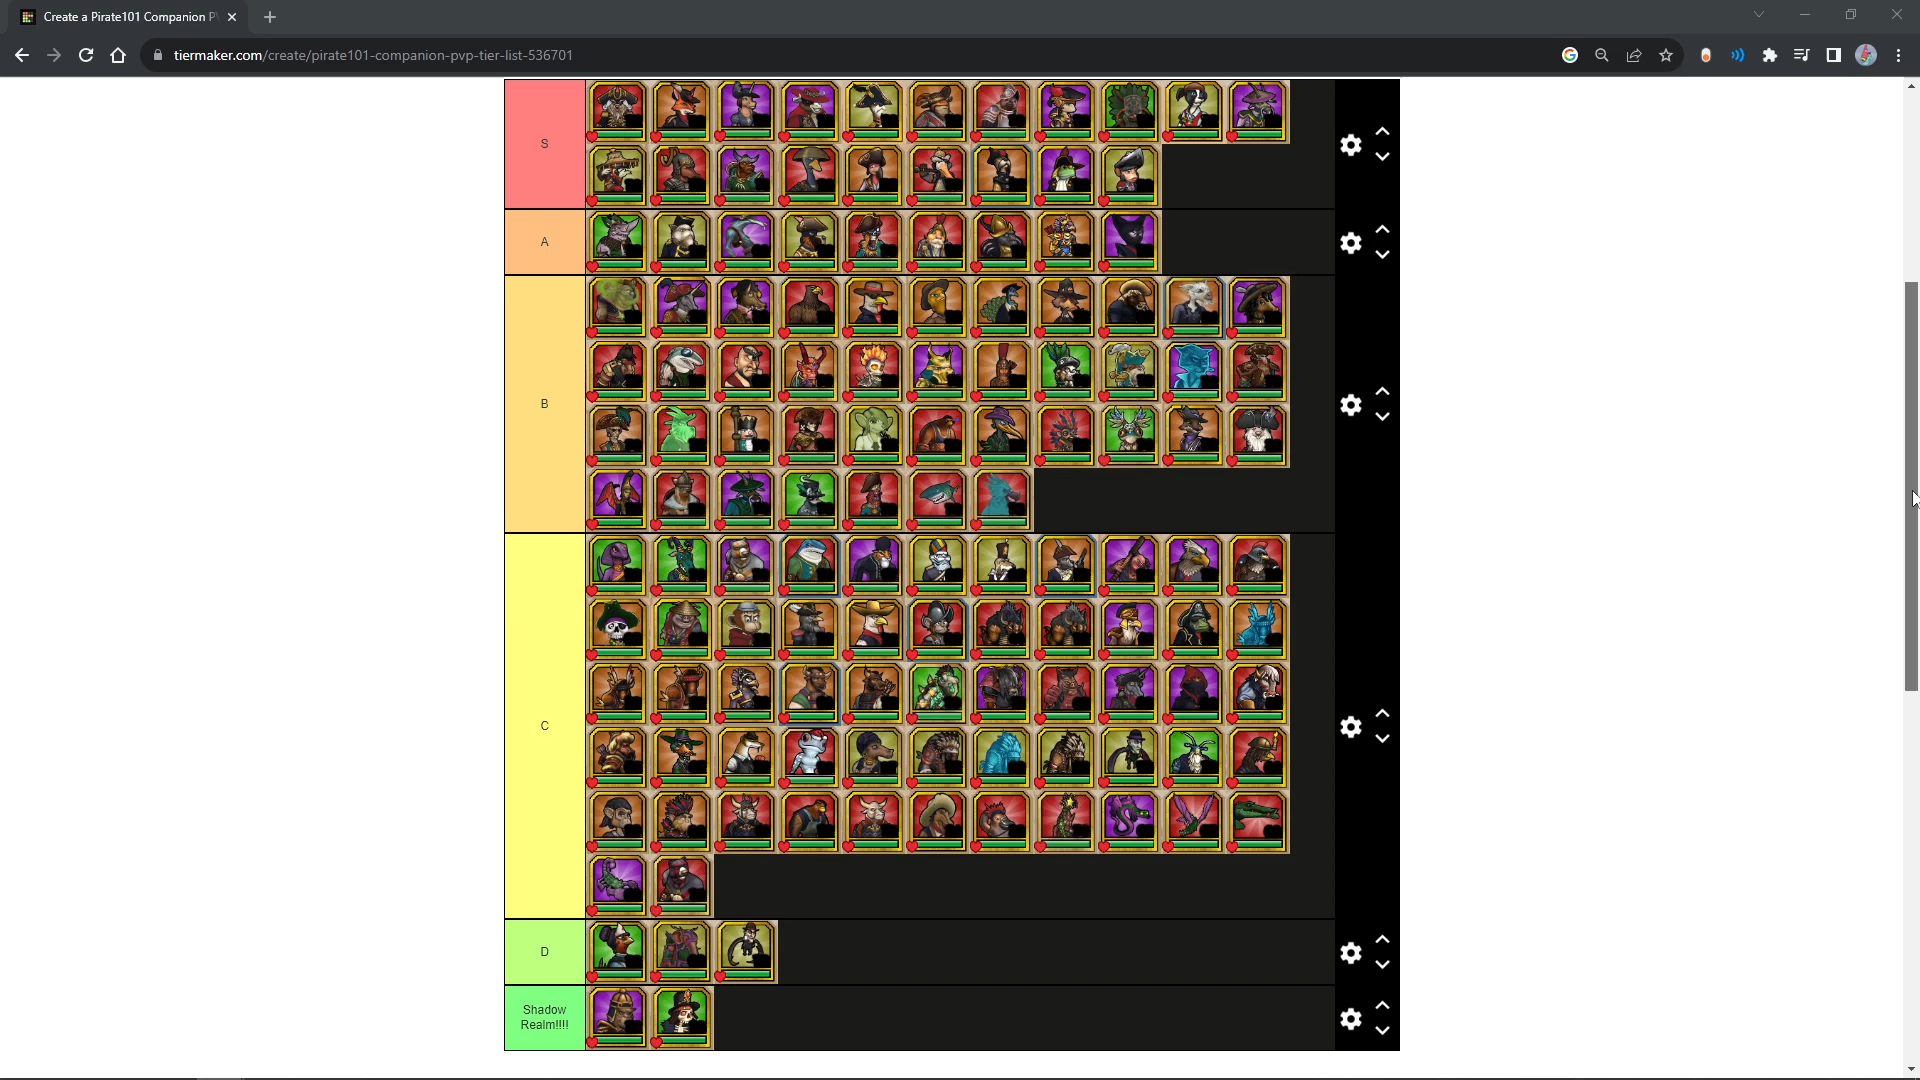 Create a Pirate101 Companion P
tiermaker.com/create/pirate101-companion-pvp-tier-list-536701
S
A
B
C
D
Shadow
Realm!!!!